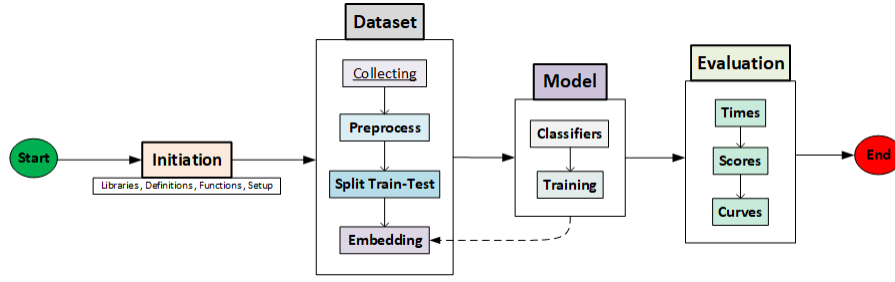 Start
Initiation
Libraries, Definitions, Functions, Setup
Dataset
Collecting
Preprocess
Split Train-Test
Embedding
Model
Classifiers
Training
Evaluation
Times
Scores
Curves
End